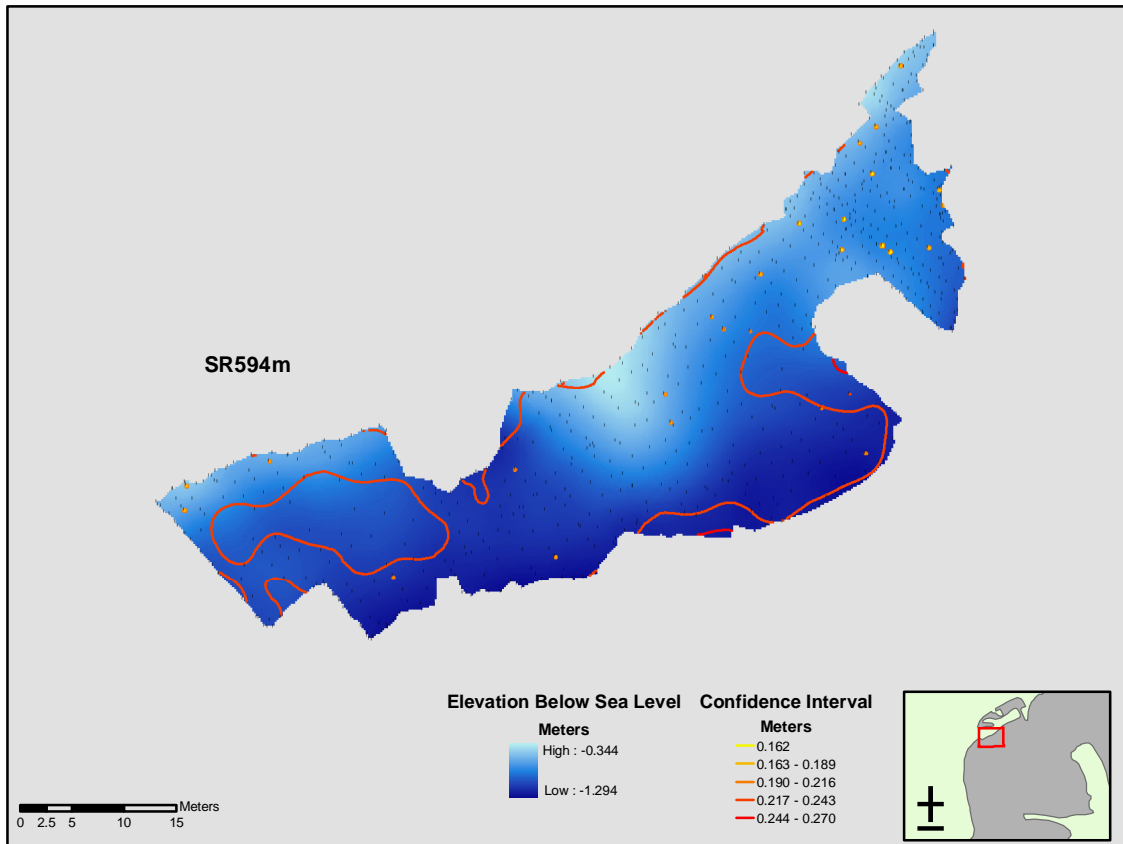 SR594m
Elevation Below Sea Level
Meters
High : -0.344
Low : -1.294
Confidence Interval
Meters
0.162
0.163 - 0.189
0.190 - 0.216
0.217 - 0.243
0.244 - 0.270
Meters
0 2.5 5 10 15